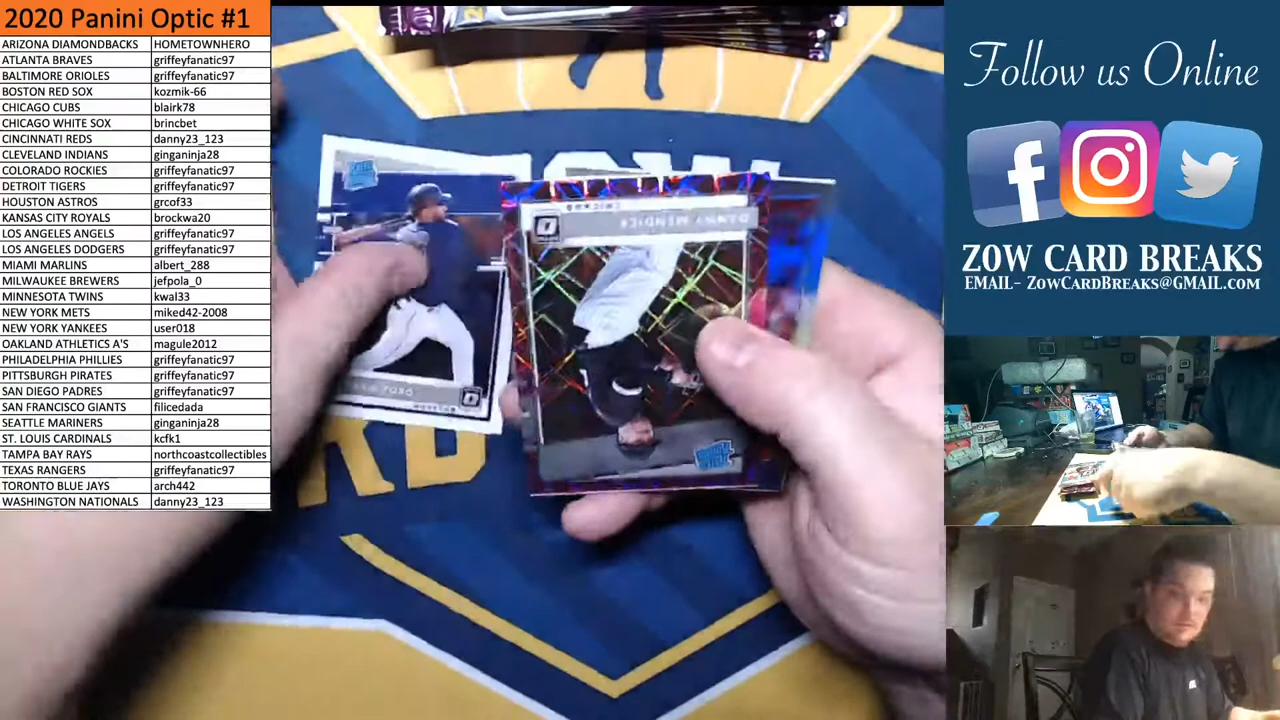 2020 Panini Optic #1
ARIZONA DIAMONDBACKS HOMETOWNHERO
ATLANTA BRAVES griffeyfanatic97
BALTIMORE ORIOLES griffeyfanatic97
BOSTON RED SOX kozmik-66
CHICAGO CUBS blairk78
CHICAGO WHITE SOX brincbet
CINCINNATI REDS danny23_123
CLEVELAND INDIANS ginganinja28
COLORADO ROCKIES griffeyfanatic97
DETROIT TIGERS griffeyfanatic97
HOUSTON ASTROS grcof33
KANSAS CITY ROYALS brockwa20
LOS ANGELES ANGELS griffeyfanatic97
LOS ANGELES DODGERS griffeyfanatic97
MIAMI MARLINS albert_288
MILWAUKEE BREWERS jefpola_0
MINNESOTA TWINS kwal33
NEW YORK METS miked42-2008
NEW YORK YANKEES user018
OAKLAND ATHLETICS A'S magule2012
PHILADELPHIA PHILLIES griffeyfanatic97
PITTSBURGH PIRATES griffeyfanatic97
SAN DIEGO PADRES griffeyfanatic97
SAN FRANCISCO GIANTS filicedada
SEATTLE MARINERS ginganinja28
ST. LOUIS CARDINALS kcfk1
TAMPA BAY RAYS northcoastcollectibles
TEXAS RANGERS griffeyfanatic97
TORONTO BLUE JAYS arch442
WASHINGTON NATIONALS danny23_123
DANNY MENDICK
TORO
Follow us Online
ZOW CARD BREAKS
EMAIL- ZOWCARDBREAKS@GMAIL.COM